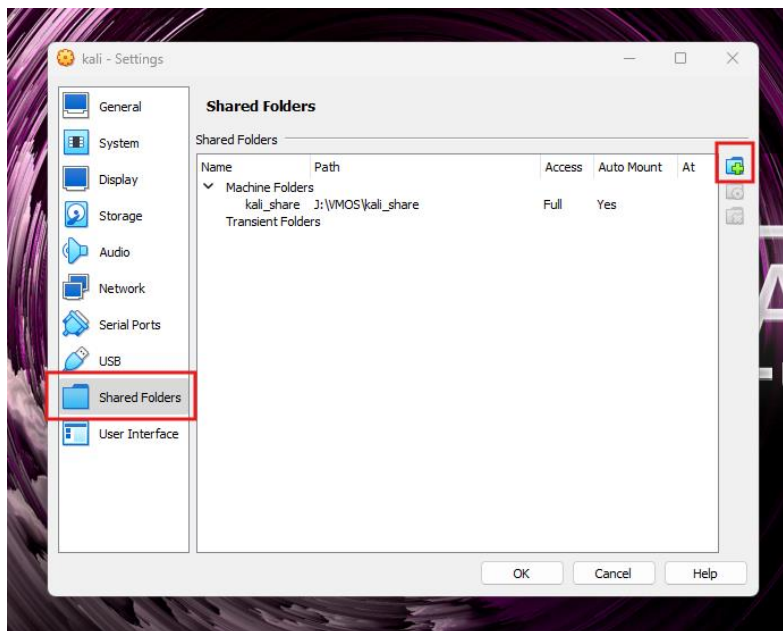 kali - Settings
General
System
Display
Storage
Audio
Network
Serial Ports
USB
Shared Folders
User Interface
Shared Folders
Shared Folders
Name Path Access Auto Mount At
Machine Folders
kali_share J:\VMOS\kali_share Full Yes
Transient Folders
OK Cancel Help